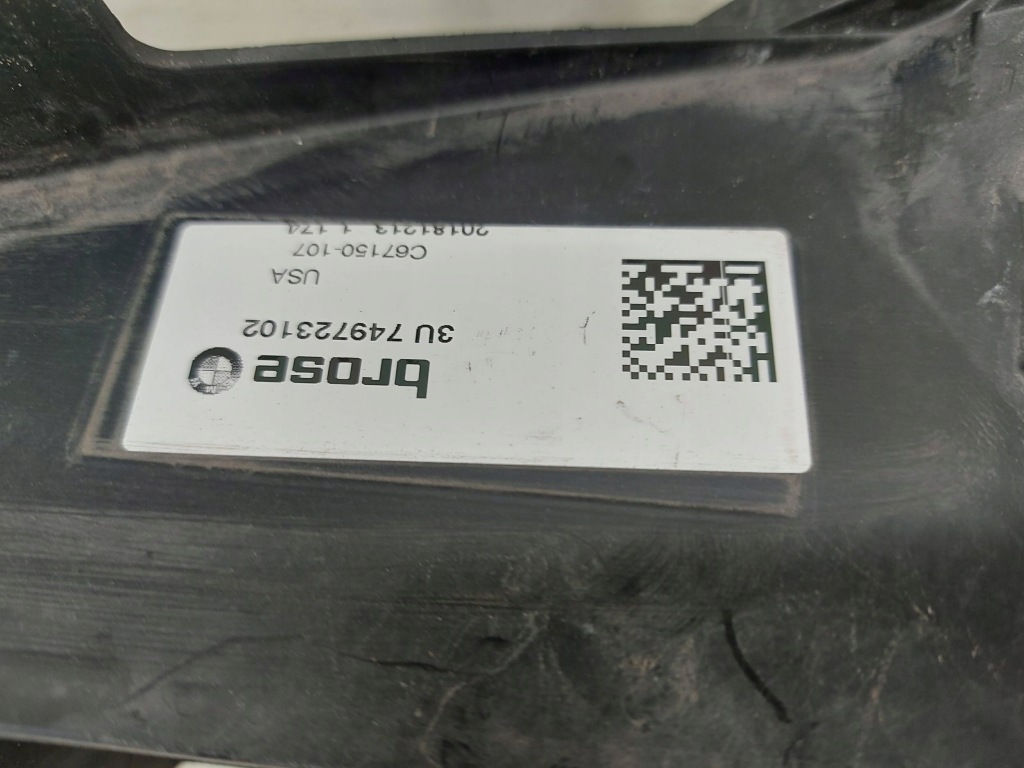 brose
3U 749723102
USA
C67150-107
20181213 1 174